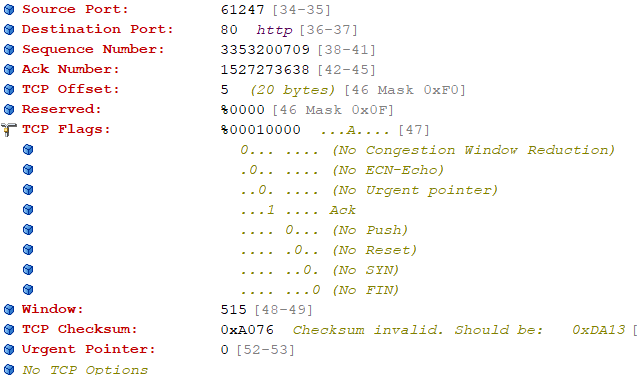 Source Port: 61247 [34-35]
Destination Port: 80 http [36-37]
Sequence Number: 3353200709 [38-41]
Ack Number: 1527273638 [42-45]
TCP Offset: 5 (20 bytes) [46 Mask 0xF0]
Reserved: %0000 [46 Mask 0x0F]
TCP Flags: %00010000 ...A.... [47]
0... .... (No Congestion Window Reduction)
.0.. .... (No ECN-Echo)
..0. .... (No Urgent pointer)
...1 .... Ack
.... 0... (No Push)
.... .0.. (No Reset)
.... ..0. (No SYN)
.... ...0 (No FIN)
Window: 515 [48-49]
TCP Checksum: 0xA076 Checksum invalid. Should be: 0xDA13 [
Urgent Pointer: 0 [52-53]
No TCP Options